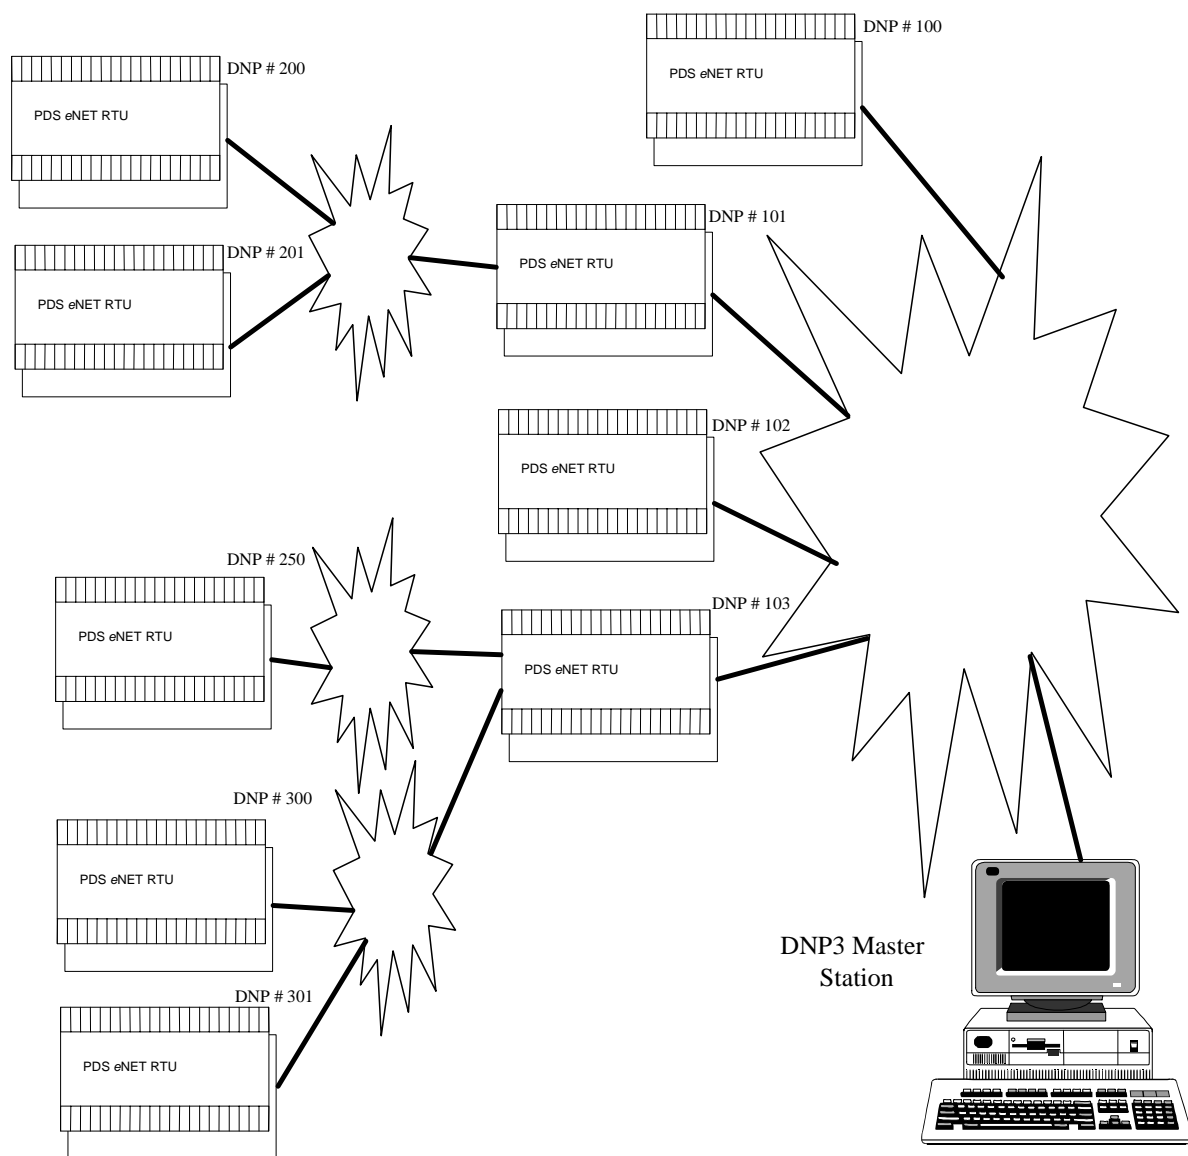 DNP # 100
PDS eNET RTU
DNP # 200
PDS eNET RTU
DNP # 101
PDS eNET RTU
DNP # 201
PDS eNET RTU
DNP # 102
PDS eNET RTU
DNP # 250
PDS eNET RTU
DNP # 103
PDS eNET RTU
DNP # 300
PDS eNET RTU
DNP # 301
PDS eNET RTU
DNP3 Master
Station